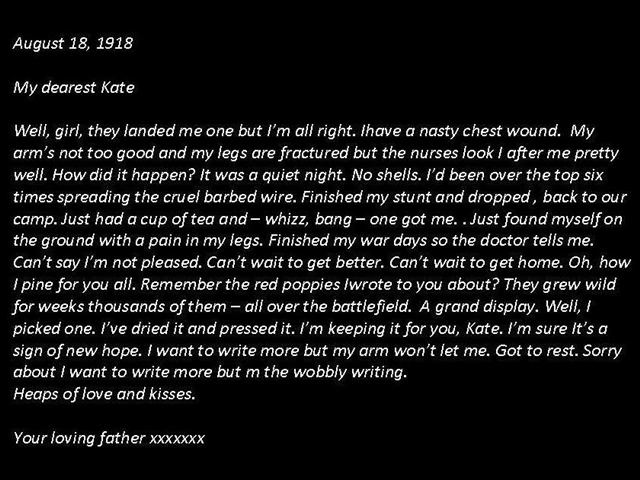 August 18, 1918
My dearest Kate
Well, girl, they landed me one but I'm all right. Ihave a nasty chest wound.  My
arm's not too good and my legs are fractured but the nurses look I after me pretty
well. How did it happen? It was a quiet night. No shells. I'd been over the top six
times spreading the cruel barbed wire. Finished my stunt and dropped , back to our
camp. Just had a cup of tea and – whizz, bang – one got me. . Just found myself on
the ground with a pain in my legs. Finished my war days so the doctor tells me.
Can't say I'm not pleased. Can't wait to get better. Can't wait to get home. Oh, how
I pine for you all. Remember the red poppies Iwrote to you about? They grew wild
for weeks thousands of them – all over the battlefield.  A grand display. Well, I
picked one. I've dried it and pressed it. I'm keeping it for you, Kate. I'm sure It's a
sign of new hope. I want to write more but my arm won't let me. Got to rest. Sorry
about I want to write more but m the wobbly writing.
Heaps of love and kisses.
Your loving father xxxxxxx